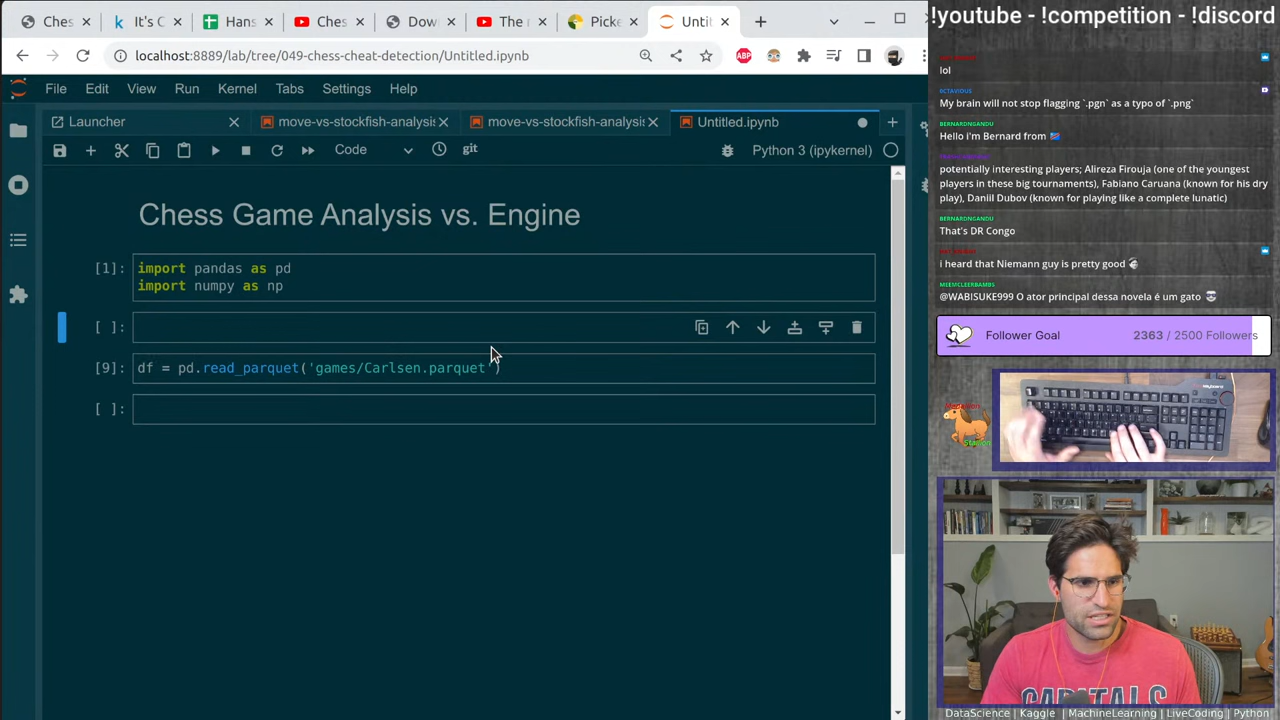 Ches
It's C
Hans
Ches
Dow
The r
Picke
Unti
!youtube - !competition - !discord
localhost:8889/lab/tree/049-chess-cheat-detection/Untitled.ipynb
ABP
File Edit View Run Kernel Tabs Settings Help
Launcher
move-vs-stockfish-analysis
move-vs-stockfish-analysis
Untitled.ipynb
Code
git
Python 3 (ipykernel)
Chess Game Analysis vs. Engine
[1]:
import pandas as pd
import numpy as np
[ ]:
[9]:
df = pd.read_parquet('games/Carlsen.parquet')
[ ]:
lol
6CTAVIOUS
My brain will not stop flagging `.pgn` as a typo of `.png`
BERNARDNGANDU
Hello i'm Bernard from
potentially interesting players; Alireza Firouja (one of the youngest
players in these big tournaments), Fabiano Caruana (known for his dry
play), Daniil Dubov (known for playing like a complete lunatic)
BERNARDNGANDU
That's DR Congo
i heard that Niemann guy is pretty good
MEEMCLEERBAMBS
@WABISUKE999 O ator principal dessa novela é um gato
Follower Goal
2363 / 2500 Followers
Stallion
CAPITALS
DataScience | Kaggle | MachineLearning | LiveCoding | Python